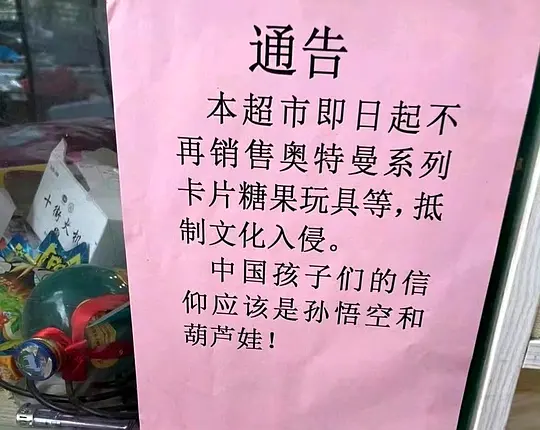 通告
本超市即日起不
再销售奥特曼系列
卡片糖果玩具等，抵
制文化入侵。
中国孩子们的信
仰应该是孙悟空和
葫芦娃！